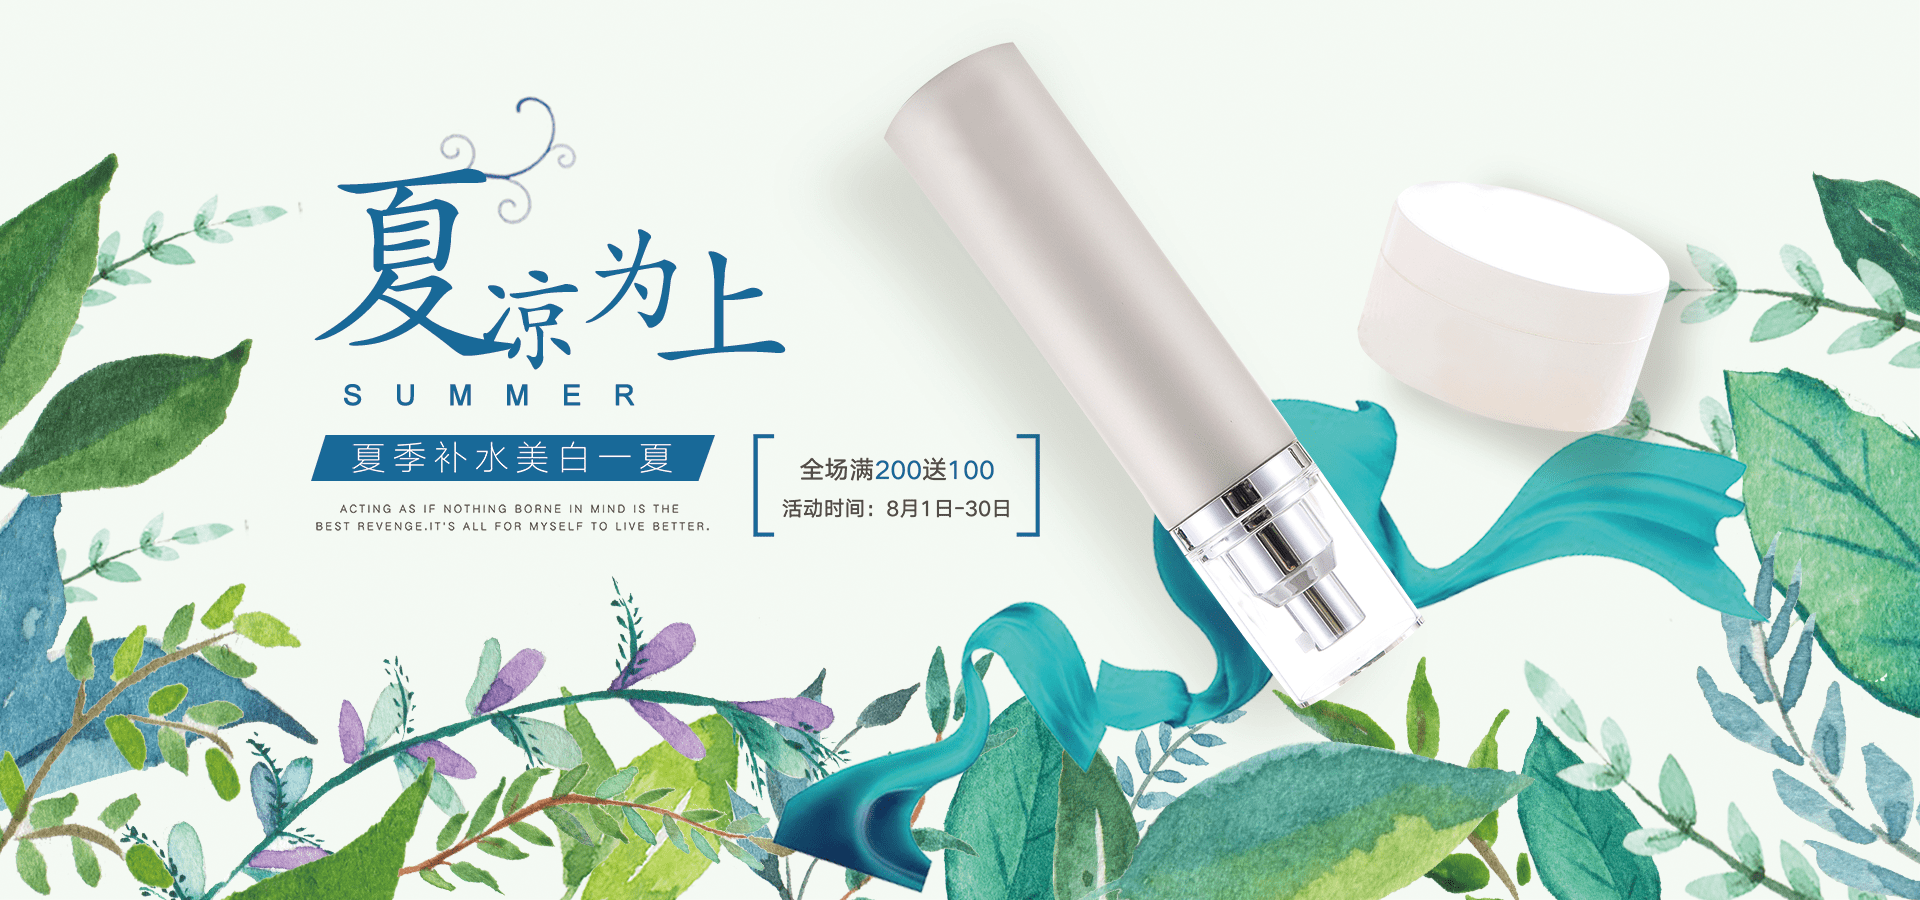 夏凉为上
SUMMER
夏季补水美白一夏
ACTING AS IF NOTHING BORNE IN MIND IS THE
BEST REVENGE.IT'S ALL FOR MYSELF TO LIVE BETTER.
全场满200送100
活动时间：8月1日-30日